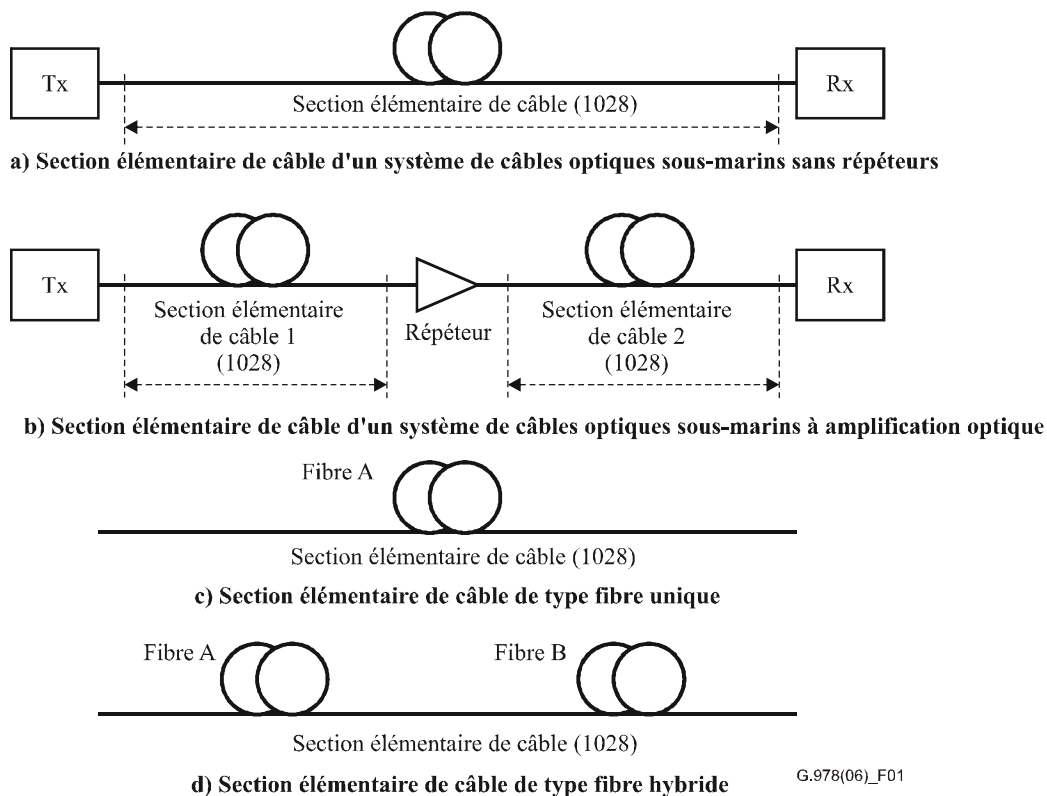 Tx
Rx
Section élémentaire de câble (1028)
a) Section élémentaire de câble d'un système de câbles optiques sous-marins sans répéteurs
Tx
Rx
Section élémentaire
de câble 1
(1028)
Répéteur
Section élémentaire
de câble 2
(1028)
b) Section élémentaire de câble d'un système de câbles optiques sous-marins à amplification optique
Fibre A
Section élémentaire de câble (1028)
c) Section élémentaire de câble de type fibre unique
Fibre A
Fibre B
Section élémentaire de câble (1028)
d) Section élémentaire de câble de type fibre hybride
G.978(06)_F01